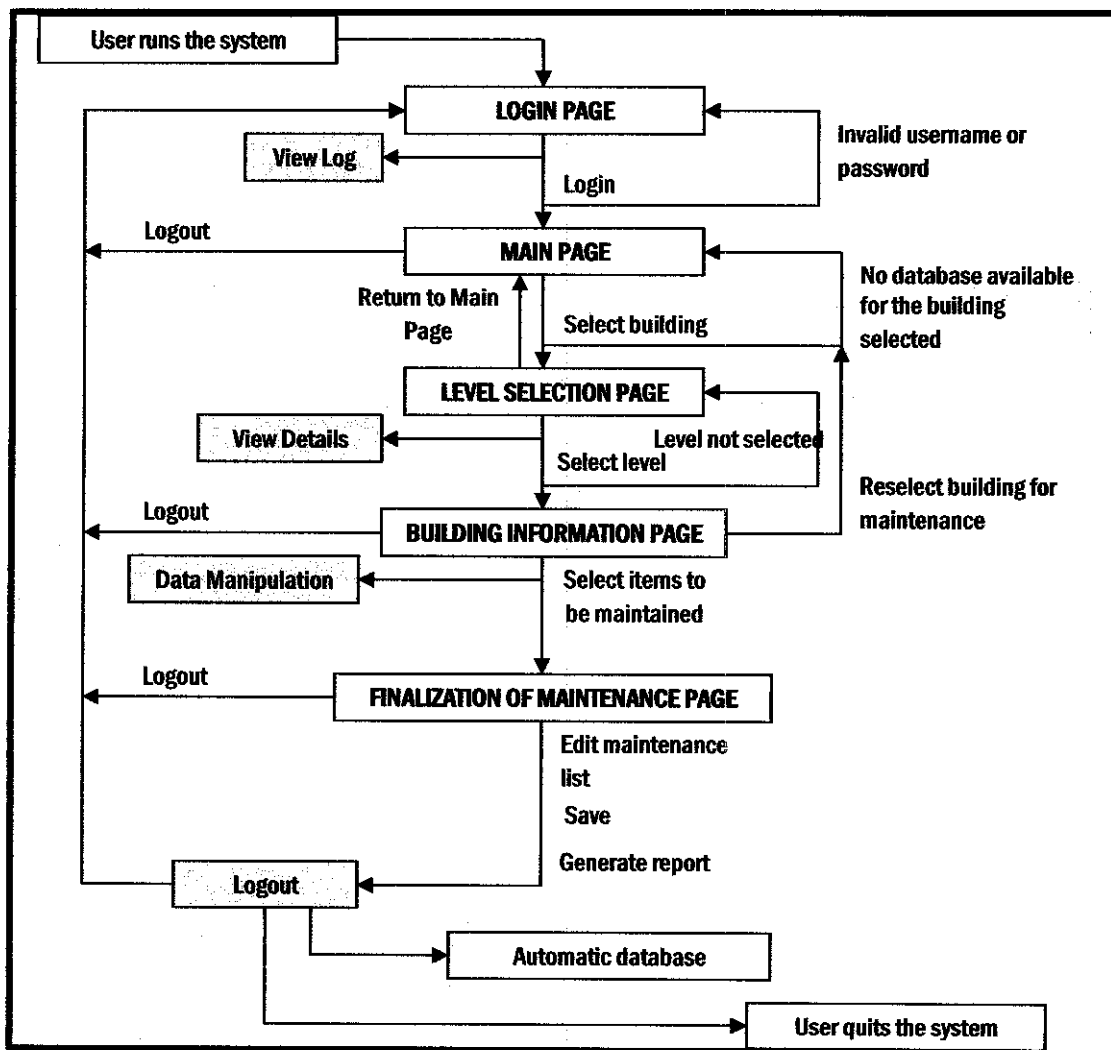 User runs the system
LOGIN PAGE
Invalid username or
password
View Log
Login
Logout
MAIN PAGE
No database available
for the building
selected
Return to Main
Page
Select building
LEVEL SELECTION PAGE
View Details
Level not selected
Select level
Reselect building for
maintenance
Logout
BUILDING INFORMATION PAGE
Data Manipulation
Select items to
be maintained
Logout
FINALIZATION OF MAINTENANCE PAGE
Edit maintenance
list
Save
Generate report
Logout
Automatic database
User quits the system